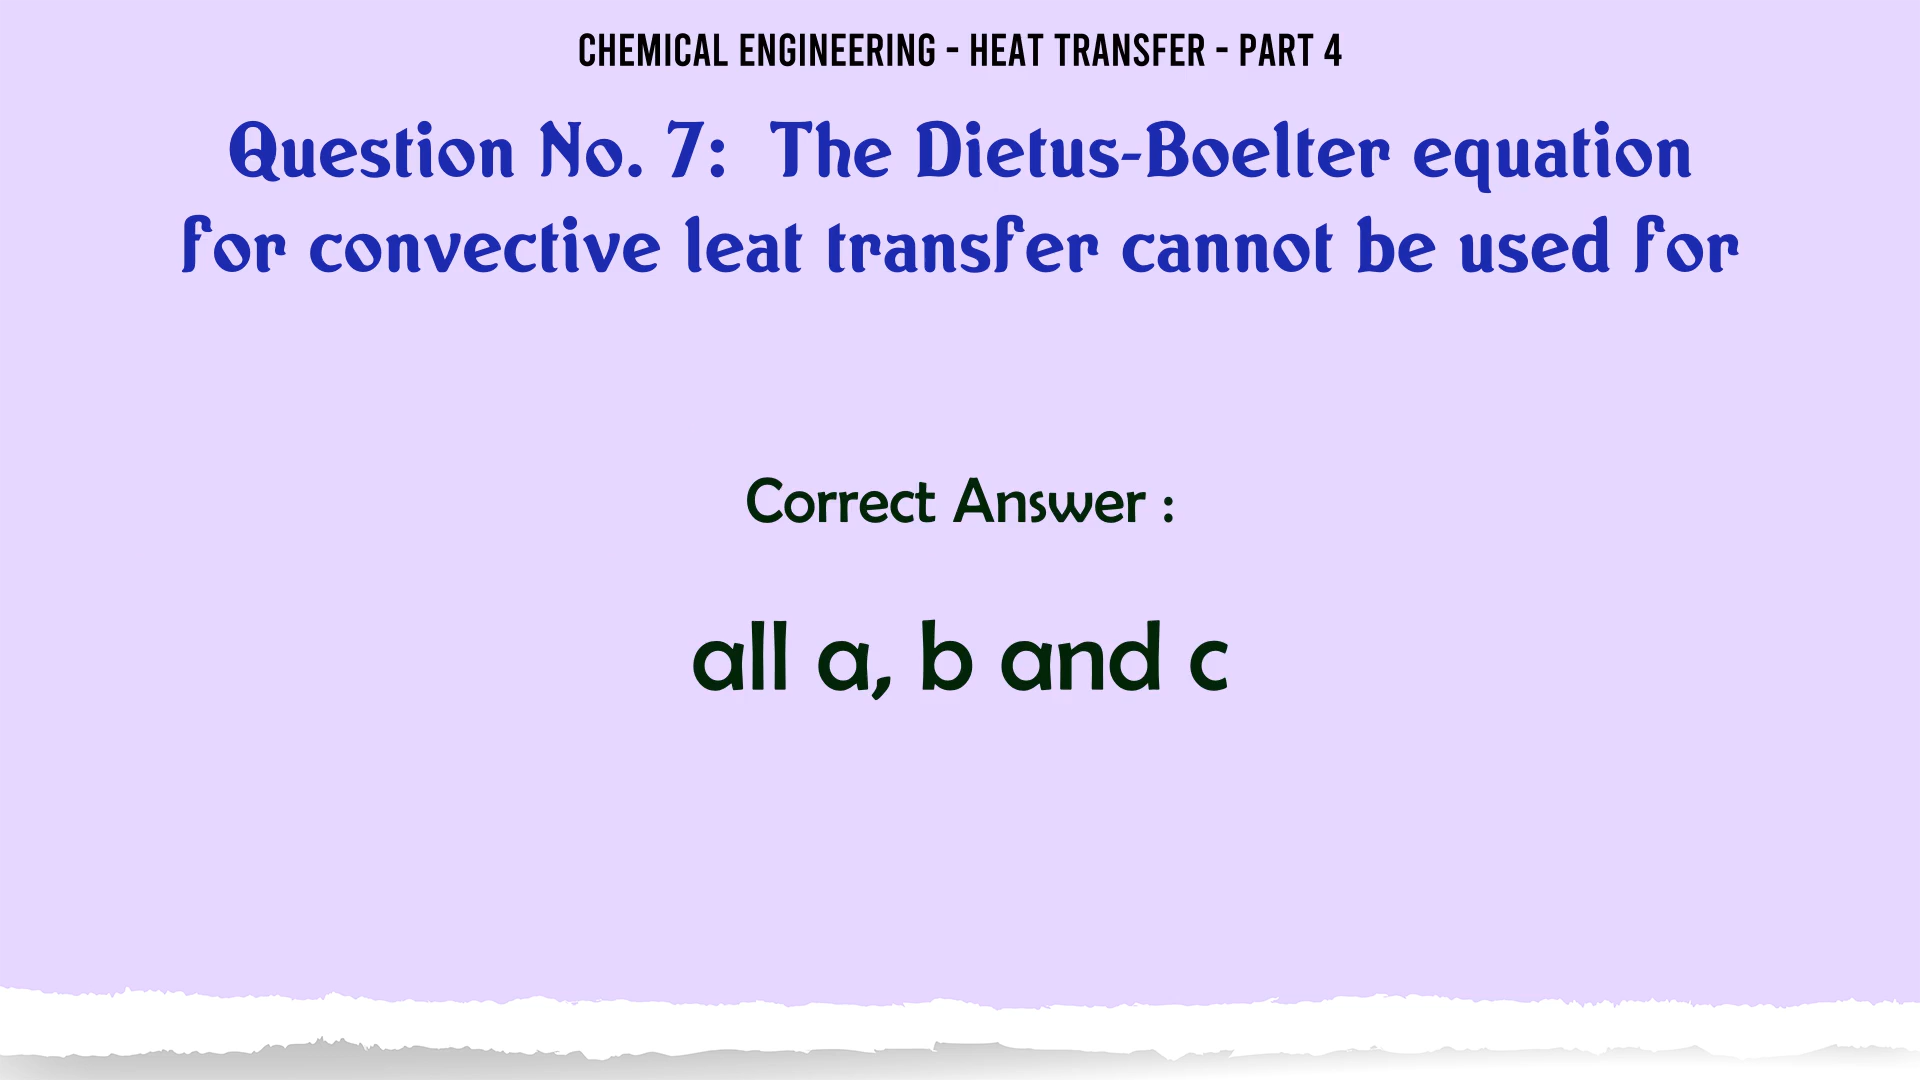 CHEMICAL ENGINEERING - HEAT TRANSFER - PART 4
Question No. 7: The Dietus-Boelter equation
for convective leat transfer cannot be used for
Correct Answer :
all a, b and c